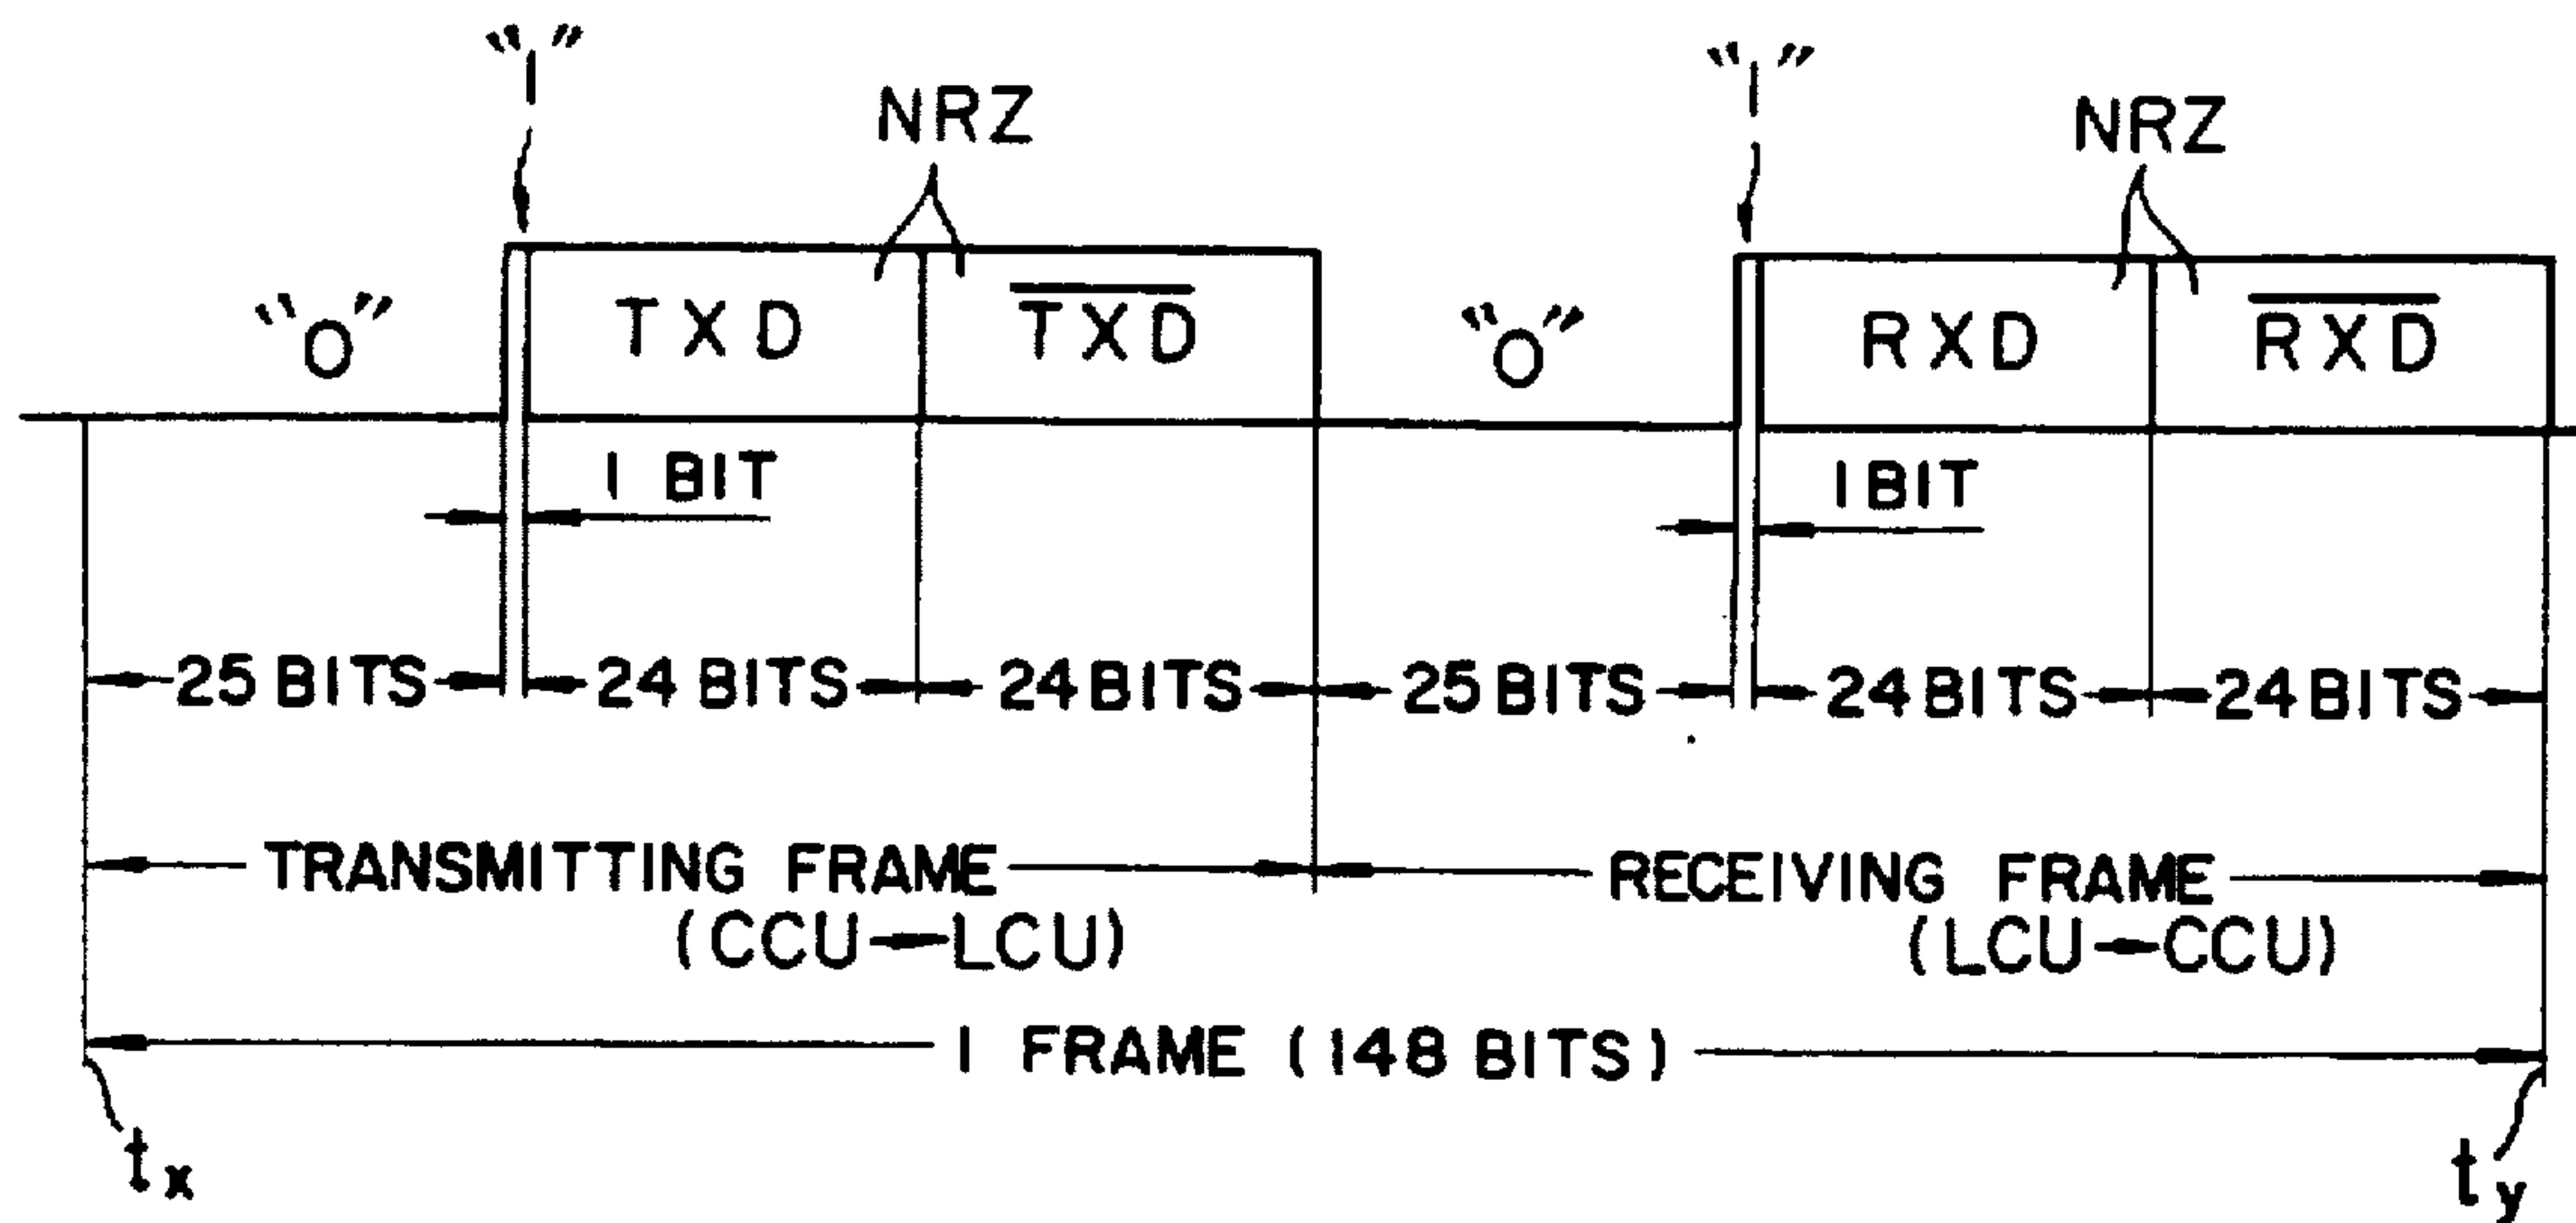 “1” “1”
NRZ NRZ
“0” TXD T̅X̅D̅ “0” RXD R̅X̅D̅
1 BIT 1 BIT
25 BITS 24 BITS 24 BITS 25 BITS 24 BITS 24 BITS
TRANSMITTING FRAME RECEIVING FRAME
(CCU→LCU) (LCU→CCU)
1 FRAME (148 BITS)
tx ty